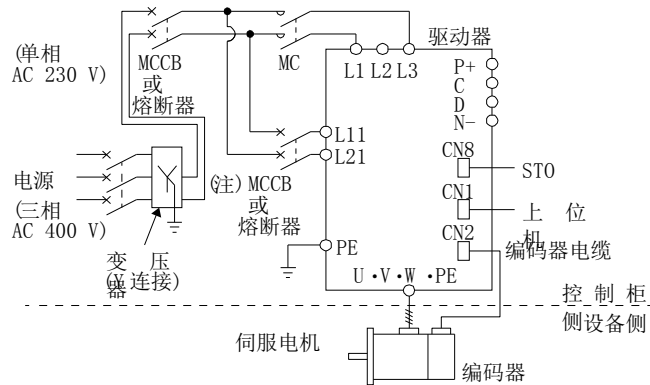 (单相
AC 230 V)
MCCB
或
熔断器
MC
驱动器
L1 L2 L3
P+
C
D
N-
L11
L21
CN8
STO
CN1
上 位
机
CN2
编码器电缆
电源
(三相
AC 400 V)
(注) MCCB
或
熔断器
PE
变 压
器
(Y 连接)
U・V・W・PE
控 制 柜
侧
设备侧
伺服电机
编码器